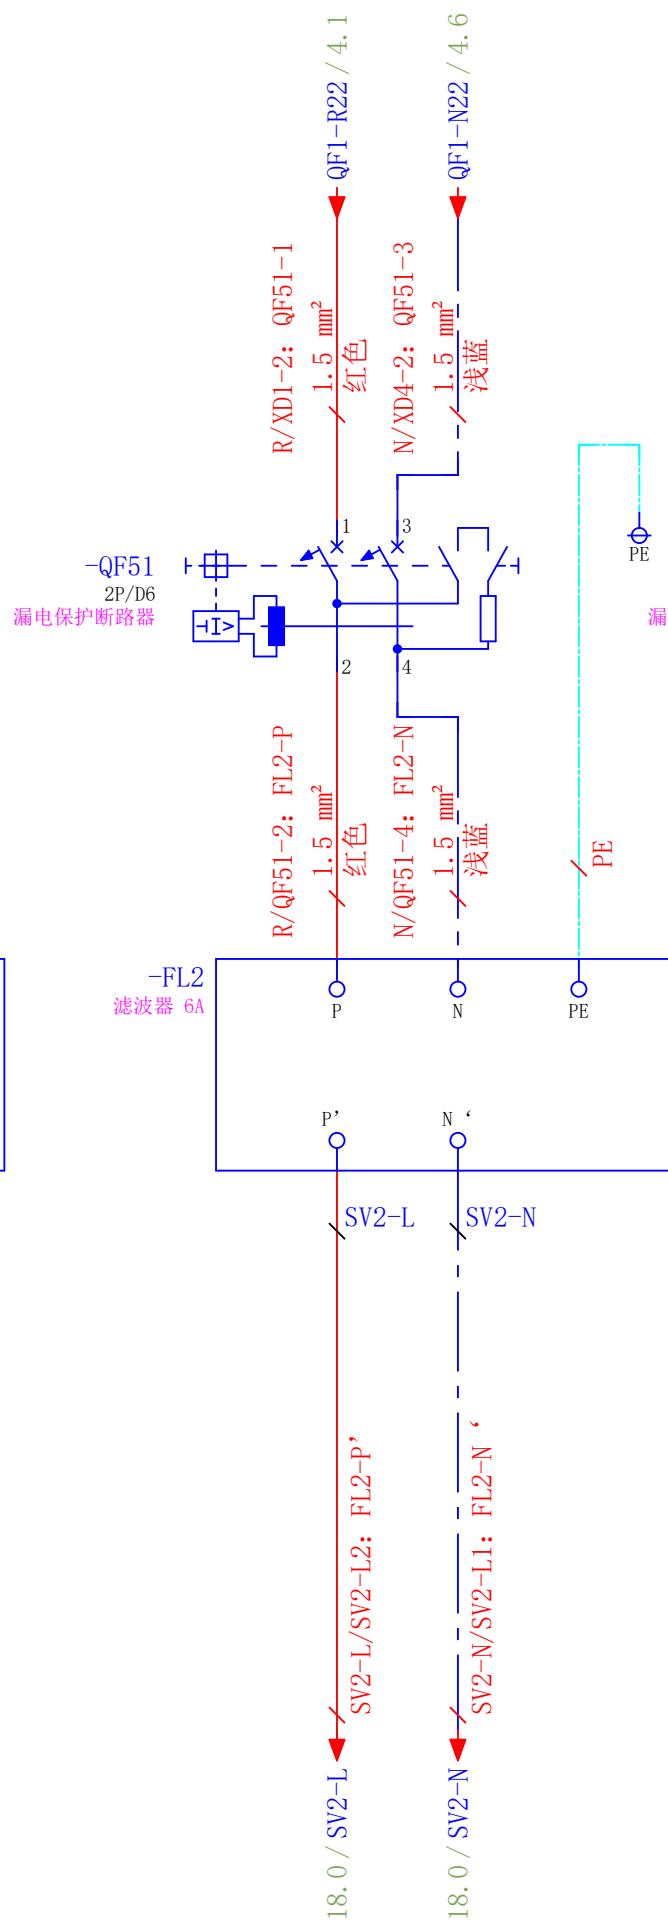 QF1-R22/4.1
QF1-N22/4.6
R/XD1-2: QF51-1
1.5 mm²
红色
N/XD4-2: QF51-3
1.5 mm²
浅蓝
1
3
-QF51
2P/D6
漏电保护断路器
2
4
PE
漏
R/QF51-2: FL2-P
1.5 mm²
红色
N/QF51-4: FL2-N
1.5 mm²
浅蓝
PE
-FL2
滤波器 6A
P
N
PE
P’
N ‘
SV2-L
SV2-N
SV2-L/SV2-L2: FL2-P’
SV2-N/SV2-L1: FL2-N ‘
18.0/SV2-L
18.0/SV2-N